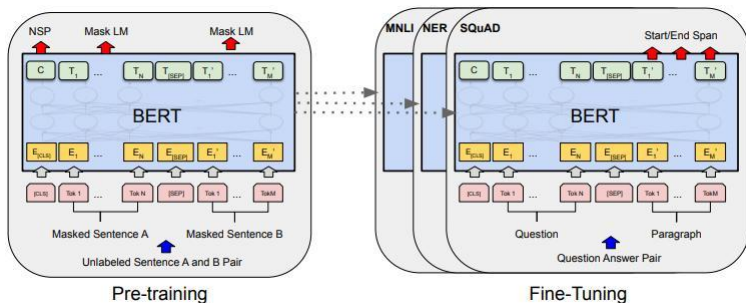 NSP Mask LM Mask LM
C T1 ... TN T[SEP] T1' ... TM'
BERT
E[CLS] E1 ... EN E[SEP] E1' ... EM'
[CLS] Tok 1 ... Tok N [SEP] Tok 1 ... TokM
Masked Sentence A Masked Sentence B
Unlabeled Sentence A and B Pair
Pre-training
MNLI NER SQuAD
Start/End Span
C T1 ... TN T[SEP] T1' ... TM'
BERT
E[CLS] E1 ... EN E[SEP] E1' ... EM'
[CLS] Tok 1 ... Tok N [SEP] Tok 1 ... TokM
Question Paragraph
Question Answer Pair
Fine-Tuning